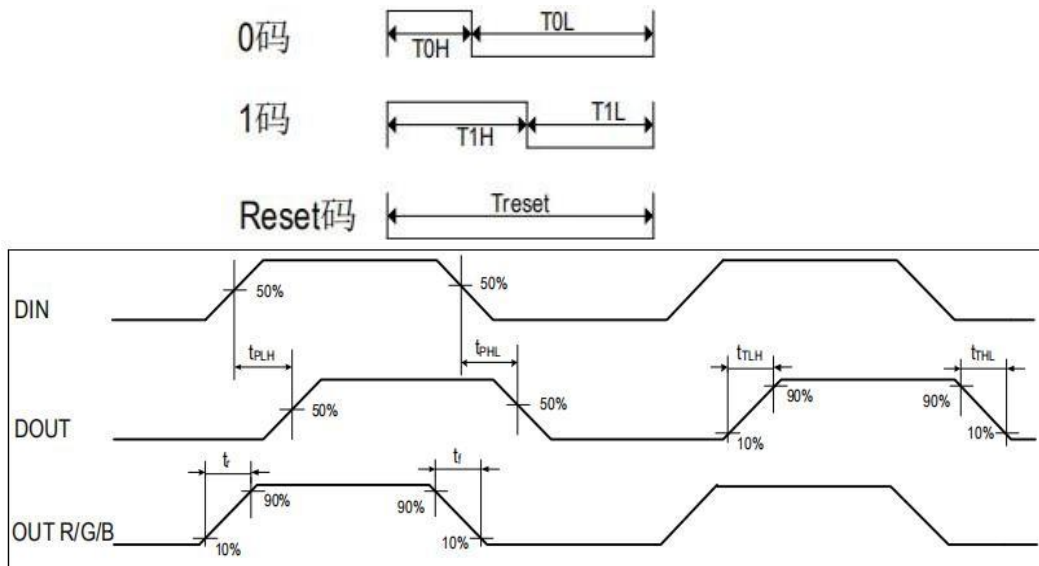 0码
T0H
T0L
1码
T1H
T1L
Reset码
Treset
DIN
50%
50%
tPLH
tPHL
tTLH
tTHL
DOUT
50%
50%
90%
90%
10%
10%
tr
tf
OUT R/G/B
90%
90%
10%
10%